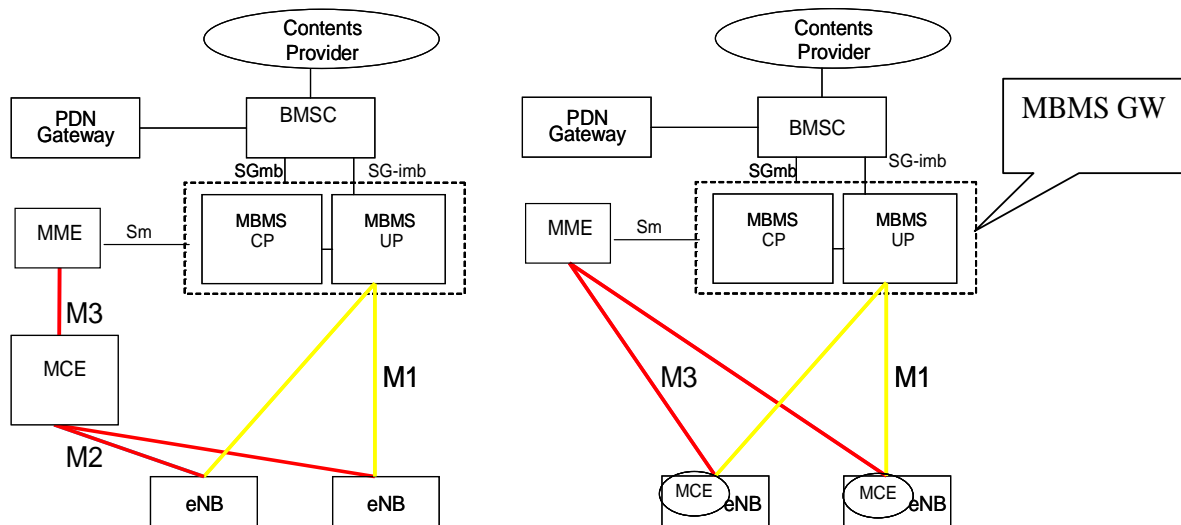 Contents
Provider
PDN
Gateway
BMSC
SGmb
SG-imb
MME
Sm
MBMS
CP
MBMS
UP
M3
MCE
M1
M2
eNB
eNB
Contents
Provider
PDN
Gateway
BMSC
MBMS GW
SGmb
SG-imb
MME
Sm
MBMS
CP
MBMS
UP
M3
M1
MCE
eNB
MCE
eNB